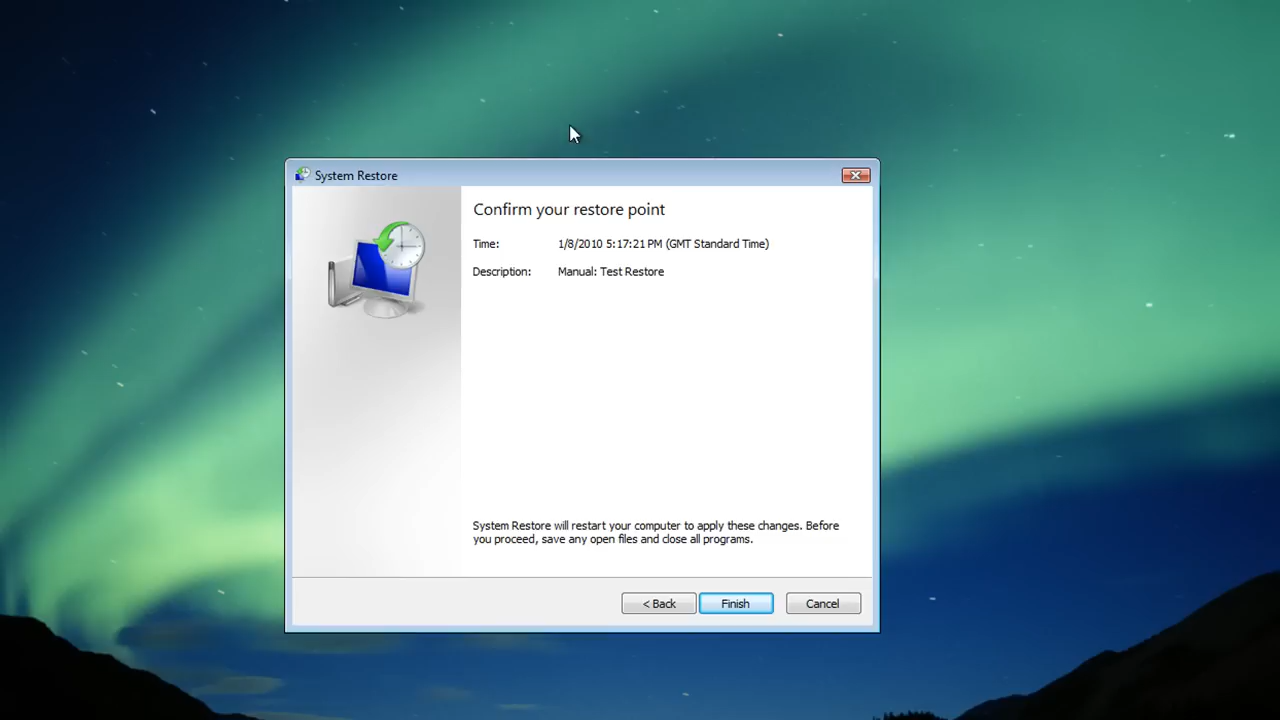 System Restore
Confirm your restore point
Time: 1/8/2010 5:17:21 PM (GMT Standard Time)
Description: Manual: Test Restore
System Restore will restart your computer to apply these changes. Before
you proceed, save any open files and close all programs.
< Back Finish Cancel